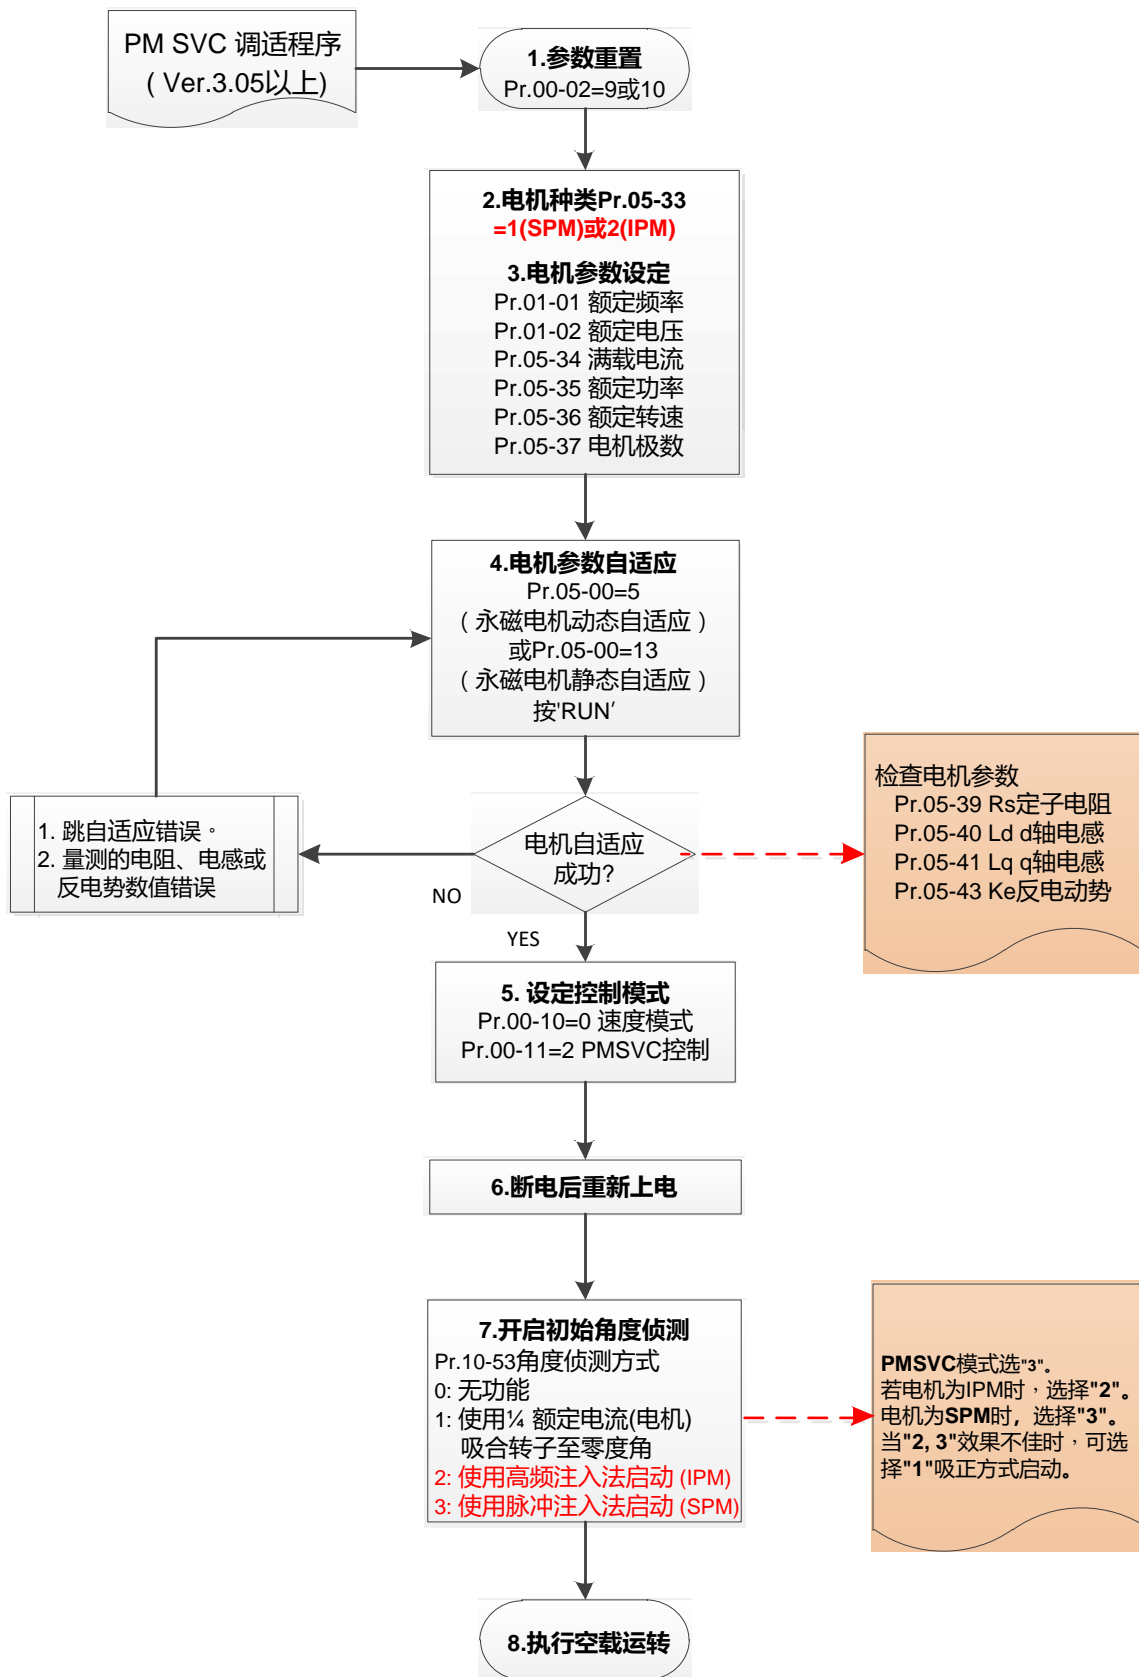 PM SVC 调适程序
( Ver.3.05以上)
1.参数重置
Pr.00-02=9或10
2.电机种类Pr.05-33
=1(SPM)或2(IPM)
3.电机参数设定
Pr.01-01 额定频率
Pr.01-02 额定电压
Pr.05-34 满载电流
Pr.05-35 额定功率
Pr.05-36 额定转速
Pr.05-37 电机极数
4.电机参数自适应
Pr.05-00=5
（永磁电机动态自适应）
或Pr.05-00=13
（永磁电机静态自适应）
按'RUN′
检查电机参数
Pr.05-39 Rs定子电阻
Pr.05-40 Ld d轴电感
Pr.05-41 Lq q轴电感
Pr.05-43 Ke反电动势
1. 跳自适应错误。
2. 量测的电阻、电感或
反电势数值错误
电机自适应
成功?
NO
YES
5. 设定控制模式
Pr.00-10=0 速度模式
Pr.00-11=2 PMSVC控制
6.断电后重新上电
7.开启初始角度侦测
Pr.10-53角度侦测方式
0: 无功能
1: 使用¼ 额定电流(电机)
吸合转子至零度角
2: 使用高频注入法启动 (IPM)
3: 使用脉冲注入法启动 (SPM)
PMSVC模式选"3"。
若电机为IPM时，选择"2"。
电机为SPM时，选择"3"。
当"2, 3"效果不佳时，可选
择"1"吸正方式启动。
8.执行空载运转